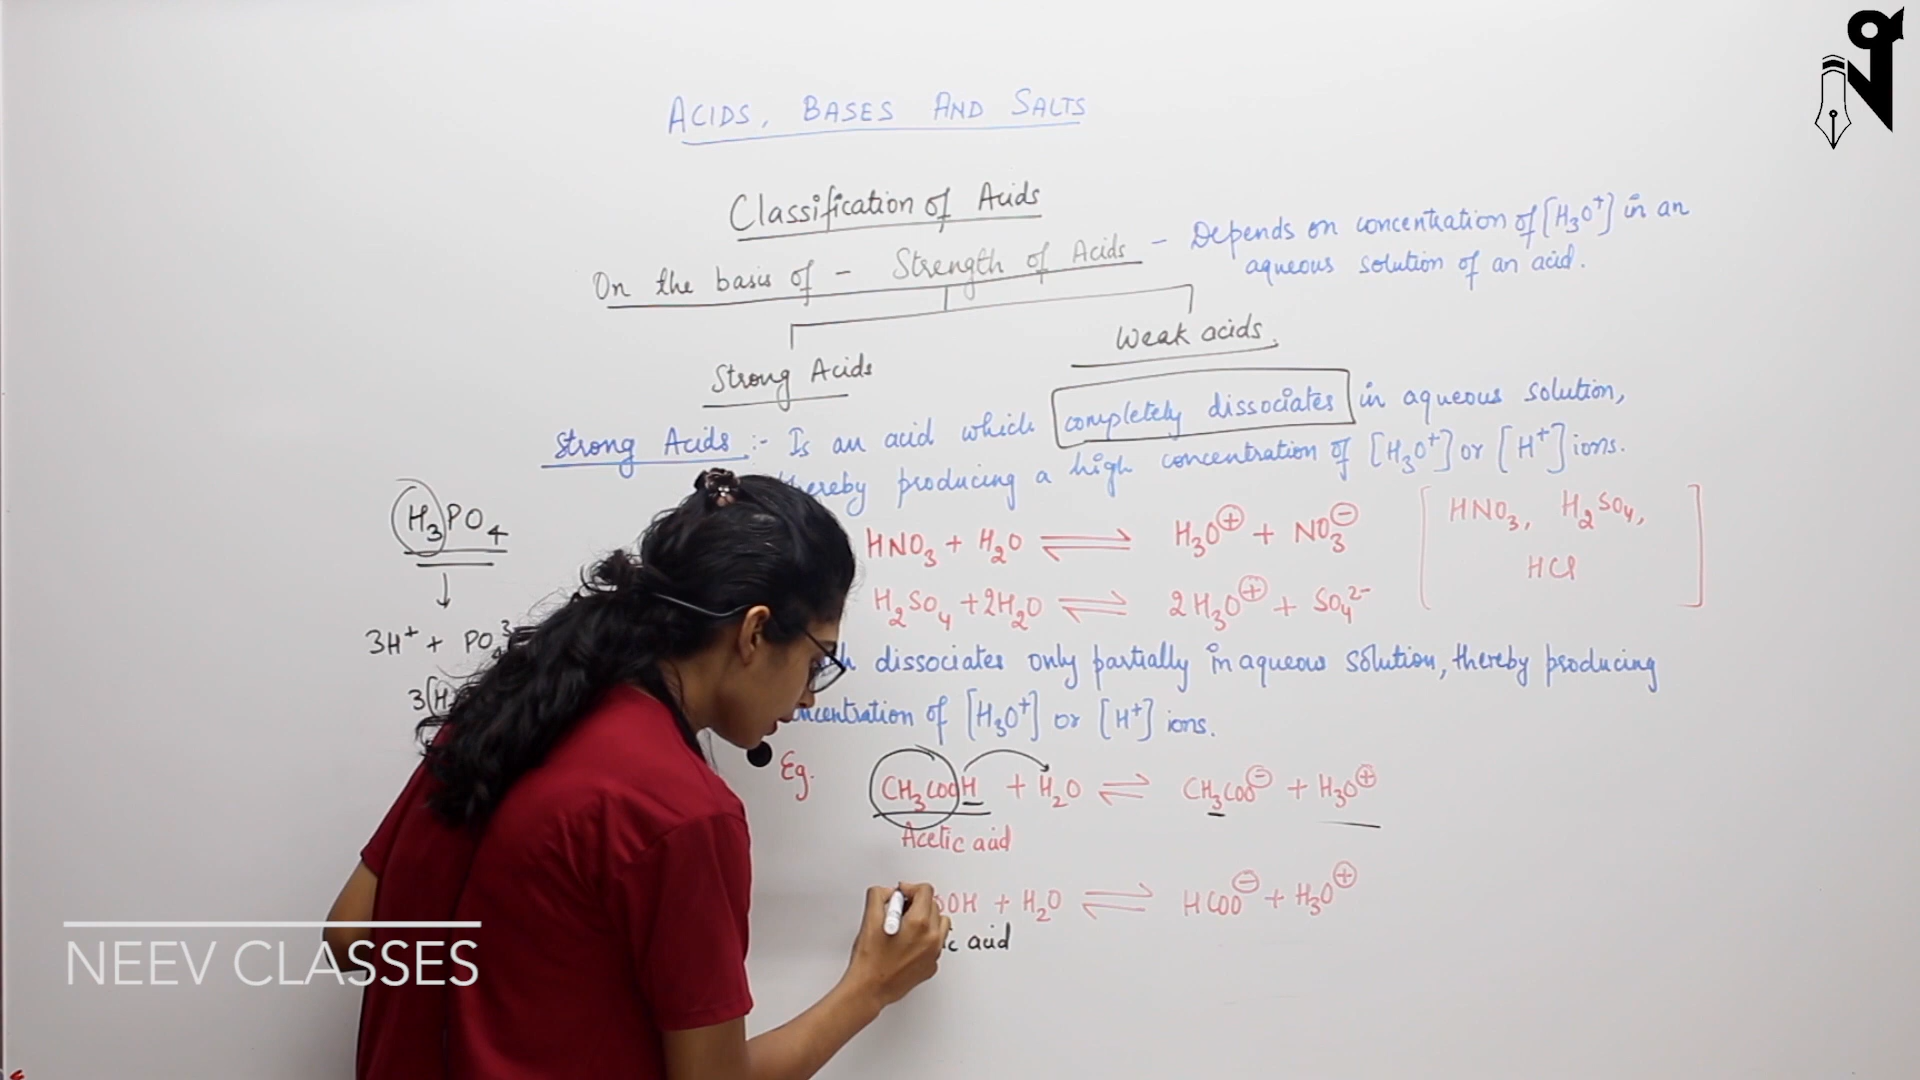 ACIDS, BASES AND SALTS
Classification of Acids
On the basis of - Strength of Acids - Depends on concentration of [H3O+] in an
aqueous solution of an acid.
Strong Acids
Weak acids.
Strong Acids :- Is an acid which completely dissociates in aqueous solution,
thereby producing a high concentration of [H3O+] or [H+] ions.
H3PO4
↓
3H+ + PO4
HNO3 + H2O ⇌ H3O⊕ + NO3⊖
H2SO4 + 2H2O ⇌ 2H3O⊕ + SO4²⁻
[HNO3, H2SO4,
HCl]
dissociates only partially in aqueous solution, thereby producing
of [H3O+] or [H+] ions.
Eg. CH3COOH + H2O ⇌ CH3COO⊖ + H3O⊕
Acetic acid
OH + H2O ⇌ HCOO⊖ + H3O⊕
acid
NEEV CLASSES